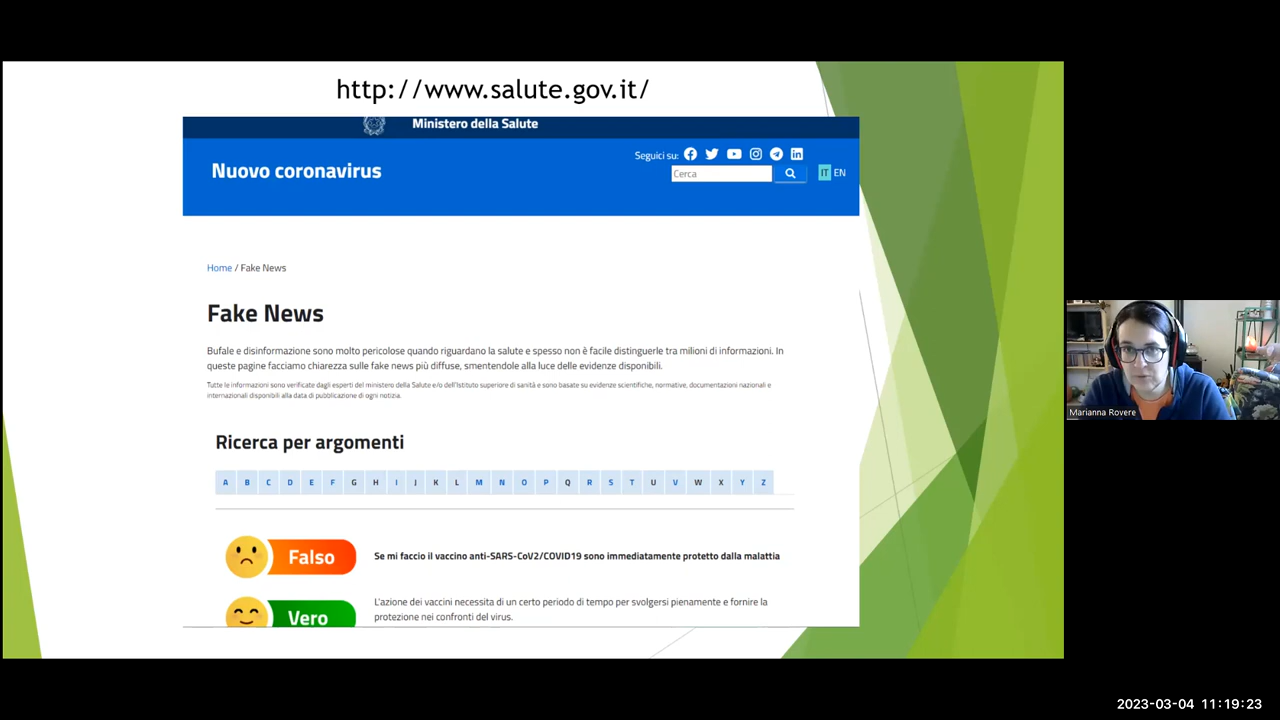 http://www.salute.gov.it/
Ministero della Salute
Nuovo coronavirus
Seguici su:
Cerca
IT EN
Home / Fake News
Fake News
Bufale e disinformazione sono molto pericolose quando riguardano la salute e spesso non è facile distinguerle tra milioni di informazioni. In
queste pagine facciamo chiarezza sulle fake news più diffuse, smentendole alla luce delle evidenze disponibili.
Tutte le informazioni sono verificate dagli esperti del ministero della Salute e/o dell'Istituto superiore di sanità e sono basate su evidenze scientifiche, normative, documentazioni nazionali e
internazionali disponibili alla data di pubblicazione di ogni notizia.
Ricerca per argomenti
A B C D E F G H I J K L M N O P Q R S T U V W X Y Z
Falso
Se mi faccio il vaccino anti-SARS-CoV2/COVID19 sono immediatamente protetto dalla malattia
Vero
L'azione dei vaccini necessita di un certo periodo di tempo per svolgersi pienamente e fornire la
protezione nei confronti del virus.
Marianna Rovere
2023-03-04 11:19:23